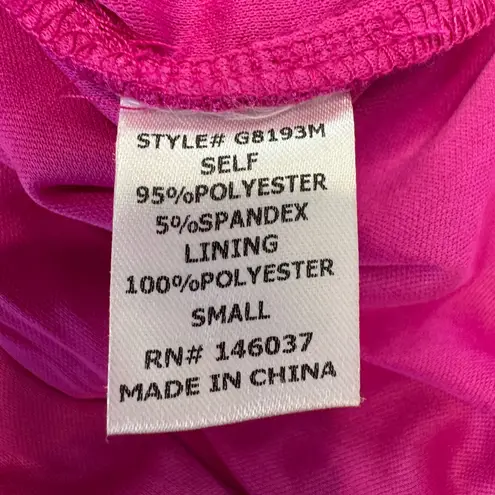 STYLE# G8193M
SELF
95%POLYESTER
5%SPANDEX
LINING
100%POLYESTER
SMALL
RN# 146037
MADE IN CHINA